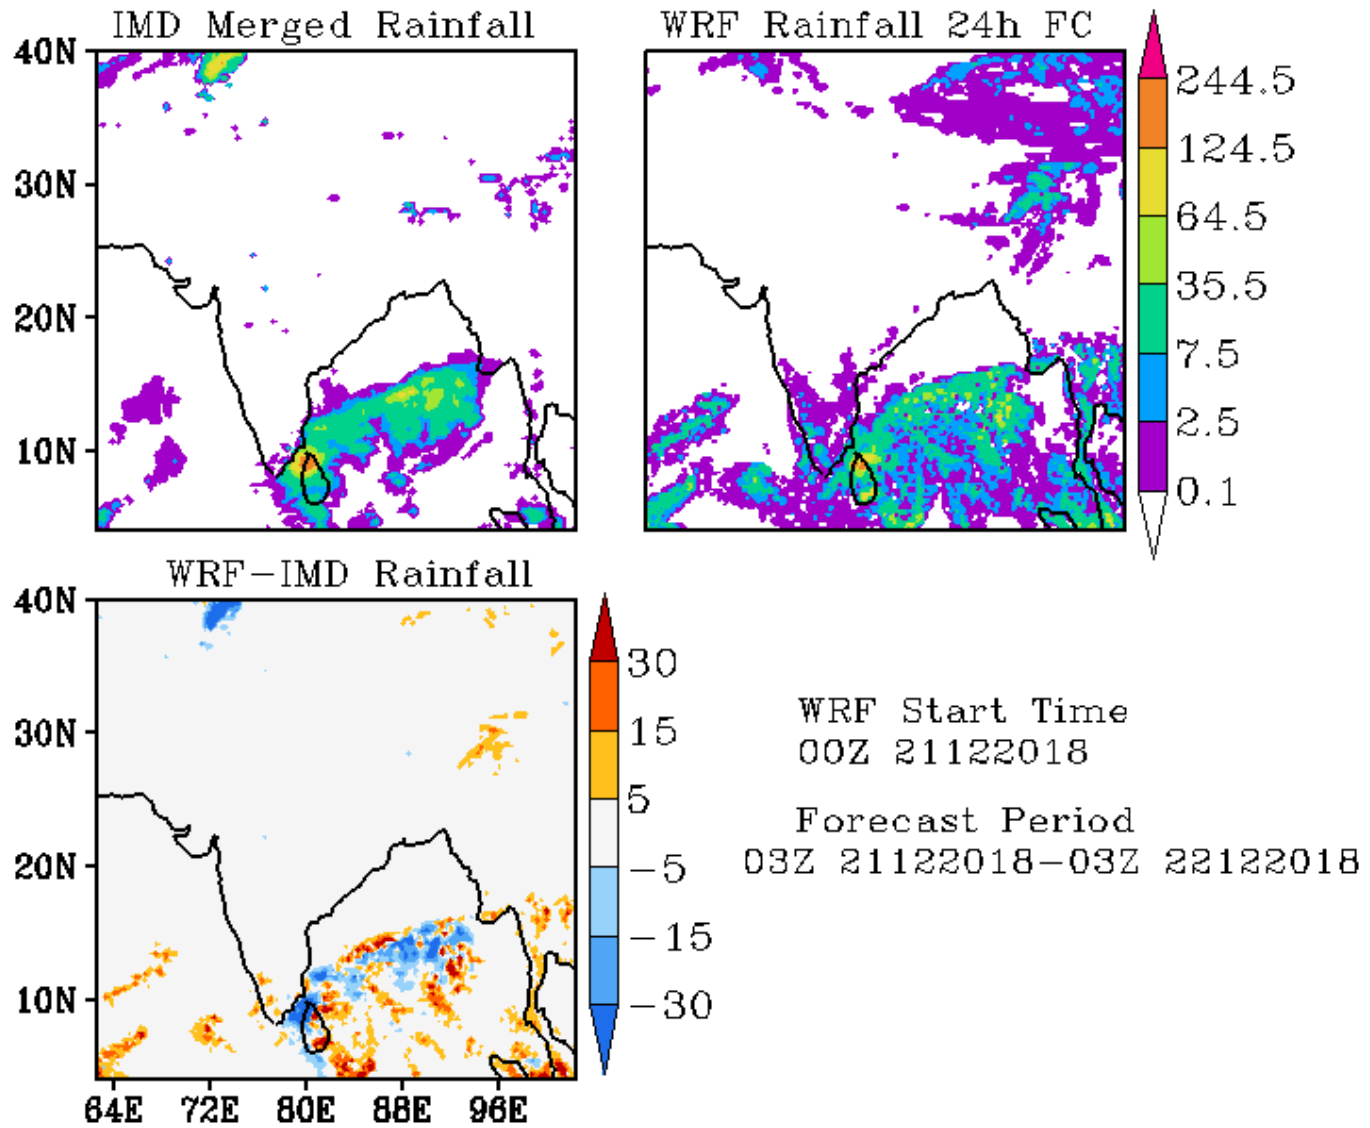 IMD Merged Rainfall
WRF Rainfall 24h FC
40N
30N
20N
10N
244.5
124.5
64.5
35.5
7.5
2.5
0.1
WRF-IMD Rainfall
40N
30N
20N
10N
64E 72E 80E 88E 96E
30
15
5
-5
-15
-30
WRF Start Time
00Z 21122018
Forecast Period
03Z 21122018-03Z 22122018